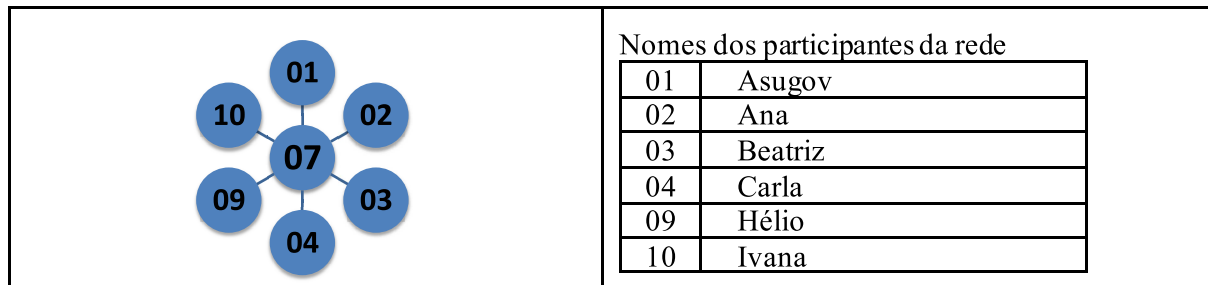 01
10
02
07
09
03
04
Nomes dos participantes da rede
01 Asugov
02 Ana
03 Beatriz
04 Carla
09 Hélio
10 Ivana